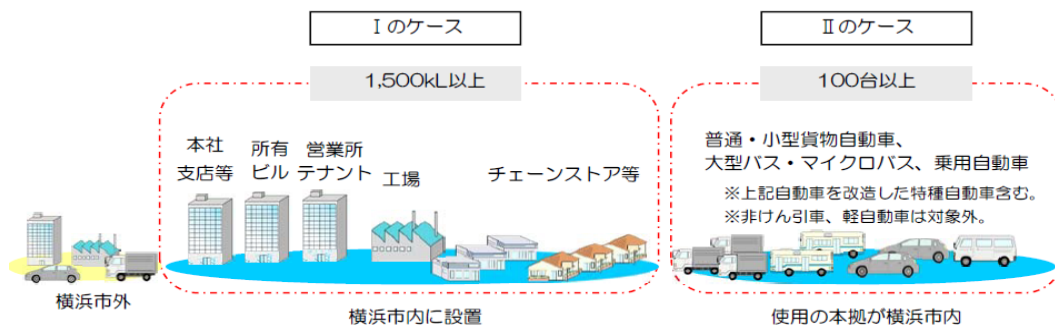 Ⅰのケース
Ⅱのケース
1,500kL以上
100台以上
本社
支店等
所有
ビル
営業所
テナント
工場
チェーンストア等
普通・小型貨物自動車、
大型バス・マイクロバス、乗用自動車
※上記自動車を改造した特種自動車含む。
※非けん引車、軽自動車は対象外。
横浜市外
横浜市内に設置
使用の本拠が横浜市内